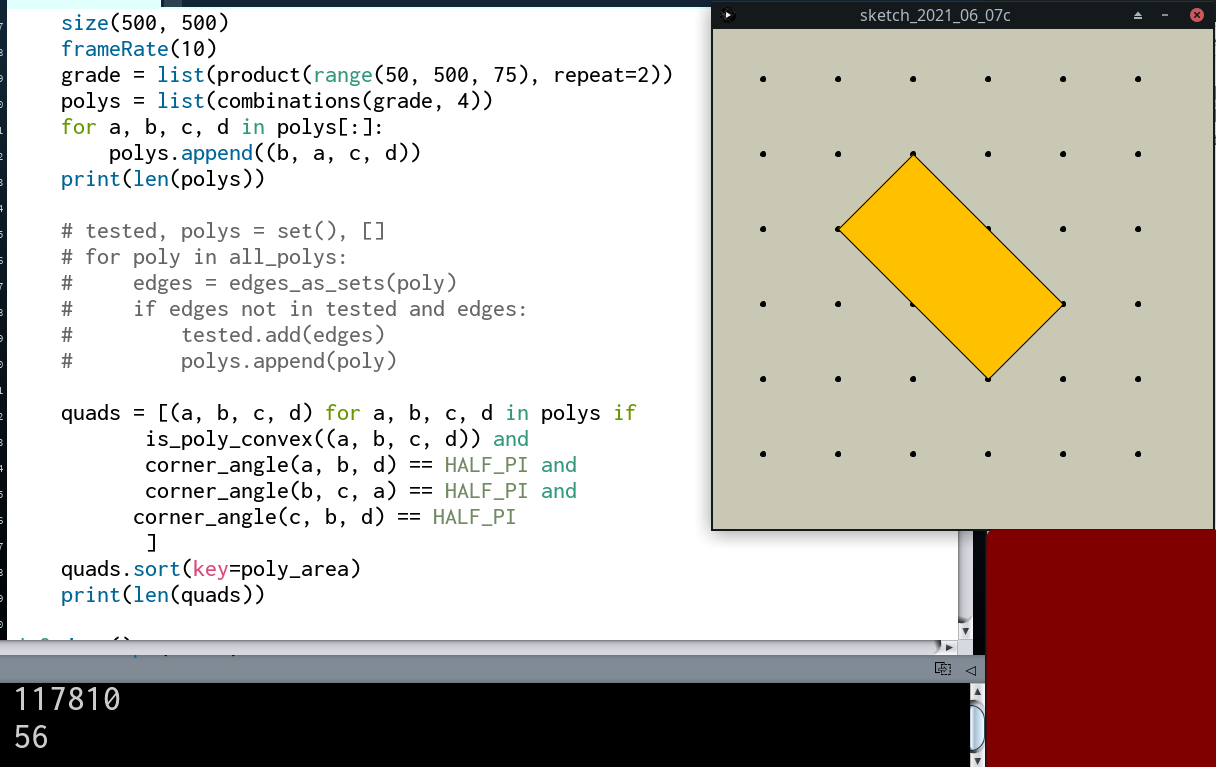 sketch_2021_06_07c
size(500, 500)
frameRate(10)
grade = list(product(range(50, 500, 75), repeat=2))
polys = list(combinations(grade, 4))
for a, b, c, d in polys[:]:
    polys.append((b, a, c, d))
print(len(polys))
# tested, polys = set(), []
# for poly in all_polys:
#     edges = edges_as_sets(poly)
#     if edges not in tested and edges:
#         tested.add(edges)
#         polys.append(poly)
quads = [(a, b, c, d) for a, b, c, d in polys if
       is_poly_convex((a, b, c, d)) and
       corner_angle(a, b, d) == HALF_PI and
       corner_angle(b, c, a) == HALF_PI and
      corner_angle(c, b, d) == HALF_PI
       ]
quads.sort(key=poly_area)
print(len(quads))
117810
56